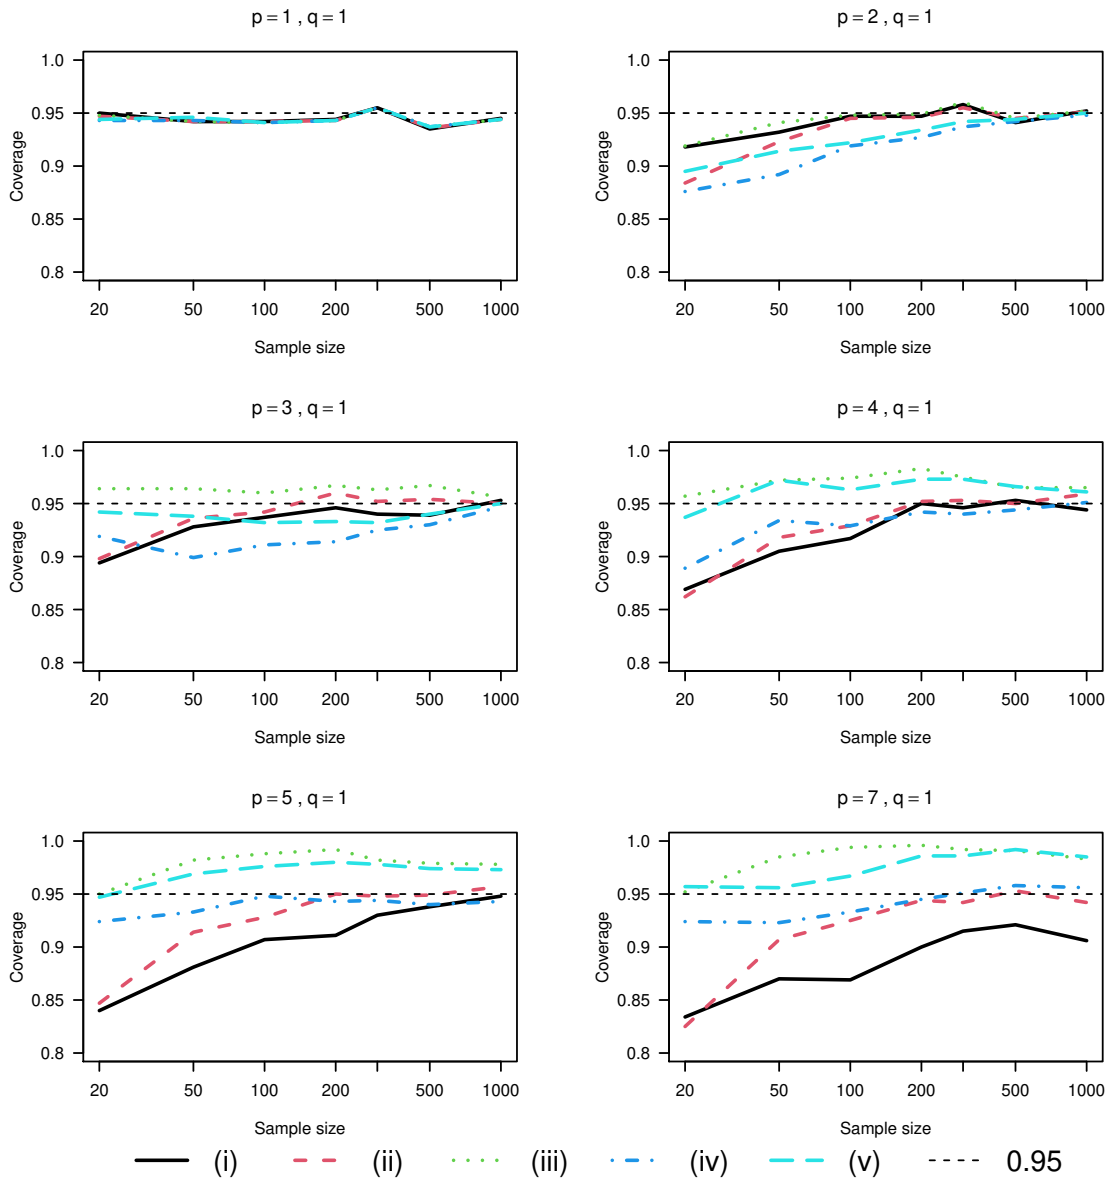 p = 1 , q = 1
1.0
0.95
0.9
0.85
0.8
Coverage
20 50 100 200 500 1000
Sample size
p = 2 , q = 1
1.0
0.95
0.9
0.85
0.8
Coverage
20 50 100 200 500 1000
Sample size
p = 3 , q = 1
1.0
0.95
0.9
0.85
0.8
Coverage
20 50 100 200 500 1000
Sample size
p = 4 , q = 1
1.0
0.95
0.9
0.85
0.8
Coverage
20 50 100 200 500 1000
Sample size
p = 5 , q = 1
1.0
0.95
0.9
0.85
0.8
Coverage
20 50 100 200 500 1000
Sample size
p = 7 , q = 1
1.0
0.95
0.9
0.85
0.8
Coverage
20 50 100 200 500 1000
Sample size
(i) (ii) (iii) (iv) (v) 0.95